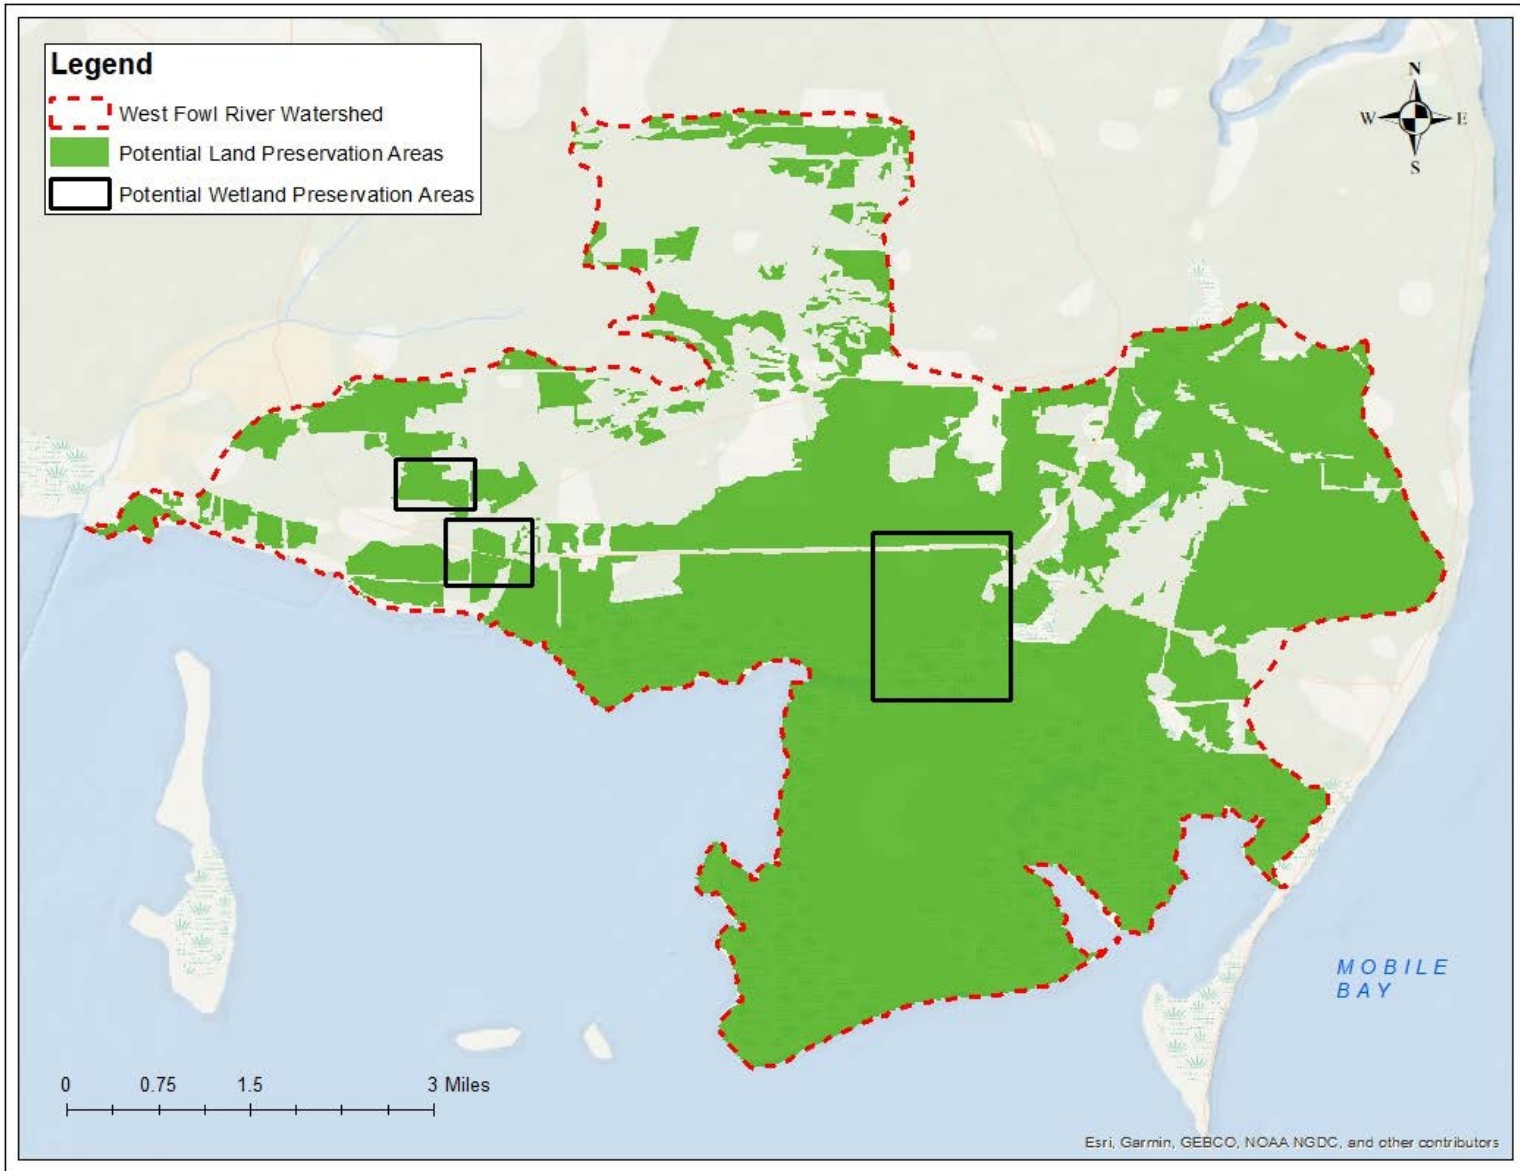 Legend
West Fowl River Watershed
Potential Land Preservation Areas
Potential Wetland Preservation Areas
N
W E
S
MOBILE
BAY
0 0.75 1.5 3 Miles
Esri, Garmin, GEBCO, NOAA NGDC, and other contributors